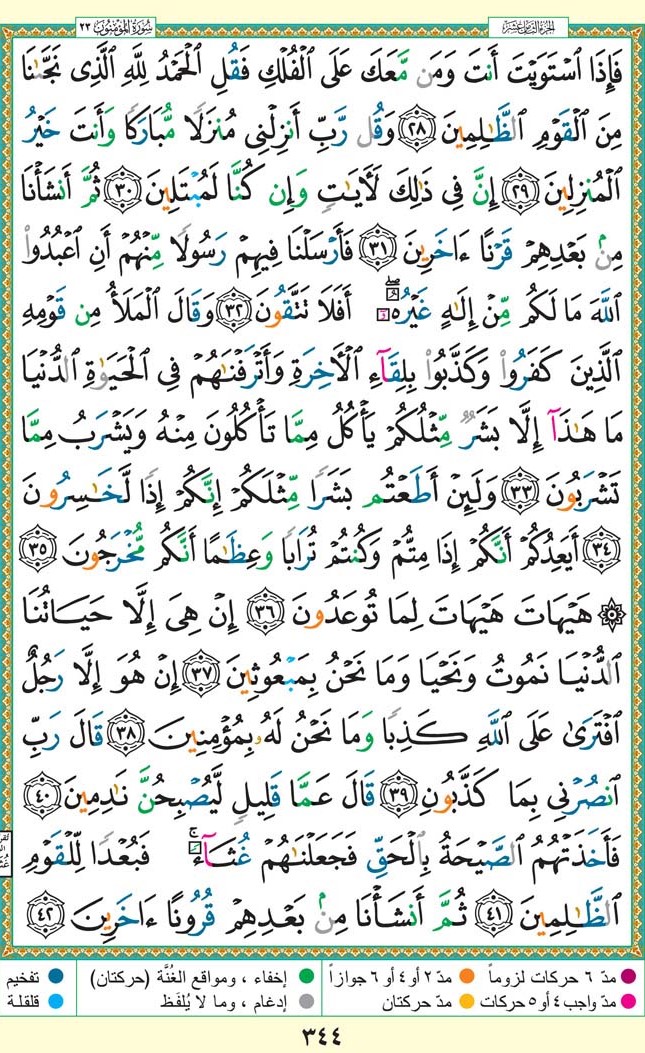 سورة المؤمنون ٢٣
الجزء الثامن عشر
فَإِذَا ٱسْتَوَيْتَ أَنتَ وَمَن مَّعَكَ عَلَى ٱلْفُلْكِ فَقُلِ ٱلْحَمْدُ لِلَّهِ ٱلَّذِى نَجَّىٰنَا
مِنَ ٱلْقَوْمِ ٱلظَّـٰلِمِينَ ٢٨ وَقُل رَّبِّ أَنزِلْنِى مُنزَلًا مُّبَارَكًا وَأَنتَ خَيْرُ
ٱلْمُنزِلِينَ ٢٩ إِنَّ فِى ذَٰلِكَ لَـَٔايَـٰتٍ وَإِن كُنَّا لَمُبْتَلِينَ ٣٠ ثُمَّ أَنشَأْنَا
مِنۢ بَعْدِهِمْ قَرْنًا ءَاخَرِينَ ٣١ فَأَرْسَلْنَا فِيهِمْ رَسُولًا مِّنْهُمْ أَنِ ٱعْبُدُوا۟
ٱللَّهَ مَا لَكُم مِّنْ إِلَـٰهٍ غَيْرُهُۥٓ ۖ أَفَلَا تَتَّقُونَ ٣٢ وَقَالَ ٱلْمَلَأُ مِن قَوْمِهِ
ٱلَّذِينَ كَفَرُوا۟ وَكَذَّبُوا۟ بِلِقَآءِ ٱلْـَٔاخِرَةِ وَأَتْرَفْنَـٰهُمْ فِى ٱلْحَيَوٰةِ ٱلدُّنْيَا
مَا هَـٰذَآ إِلَّا بَشَرٌ مِّثْلُكُمْ يَأْكُلُ مِمَّا تَأْكُلُونَ مِنْهُ وَيَشْرَبُ مِمَّا
تَشْرَبُونَ ٣٣ وَلَئِنْ أَطَعْتُم بَشَرًا مِّثْلَكُمْ إِنَّكُمْ إِذًا لَّخَـٰسِرُونَ
٣٤ أَيَعِدُكُمْ أَنَّكُمْ إِذَا مِتُّمْ وَكُنتُمْ تُرَابًا وَعِظَـٰمًا أَنَّكُم مُّخْرَجُونَ ٣٥
۞ هَيْهَاتَ هَيْهَاتَ لِمَا تُوعَدُونَ ٣٦ إِنْ هِىَ إِلَّا حَيَاتُنَا
ٱلدُّنْيَا نَمُوتُ وَنَحْيَا وَمَا نَحْنُ بِمَبْعُوثِينَ ٣٧ إِنْ هُوَ إِلَّا رَجُلٌ
ٱفْتَرَىٰ عَلَى ٱللَّهِ كَذِبًا وَمَا نَحْنُ لَهُۥ بِمُؤْمِنِينَ ٣٨ قَالَ رَبِّ
ٱنصُرْنِى بِمَا كَذَّبُونِ ٣٩ قَالَ عَمَّا قَلِيلٍ لَّيُصْبِحُنَّ نَـٰدِمِينَ ٤٠
فَأَخَذَتْهُمُ ٱلصَّيْحَةُ بِٱلْحَقِّ فَجَعَلْنَـٰهُمْ غُثَآءً ۚ فَبُعْدًا لِّلْقَوْمِ
ٱلظَّـٰلِمِينَ ٤١ ثُمَّ أَنشَأْنَا مِنۢ بَعْدِهِمْ قُرُونًا ءَاخَرِينَ ٤٢
مدّ ٦ حركات لزوماً
مدّ ٢ أو ٤ أو ٦ جوازاً
إخفاء ، ومواقع الغُنَّة (حركتان)
تفخيم
مدّ واجب ٤ أو ٥ حركات
مدّ حركتان
إدغام ، وما لا يُلفَظ
قلقلة
٣٤٤